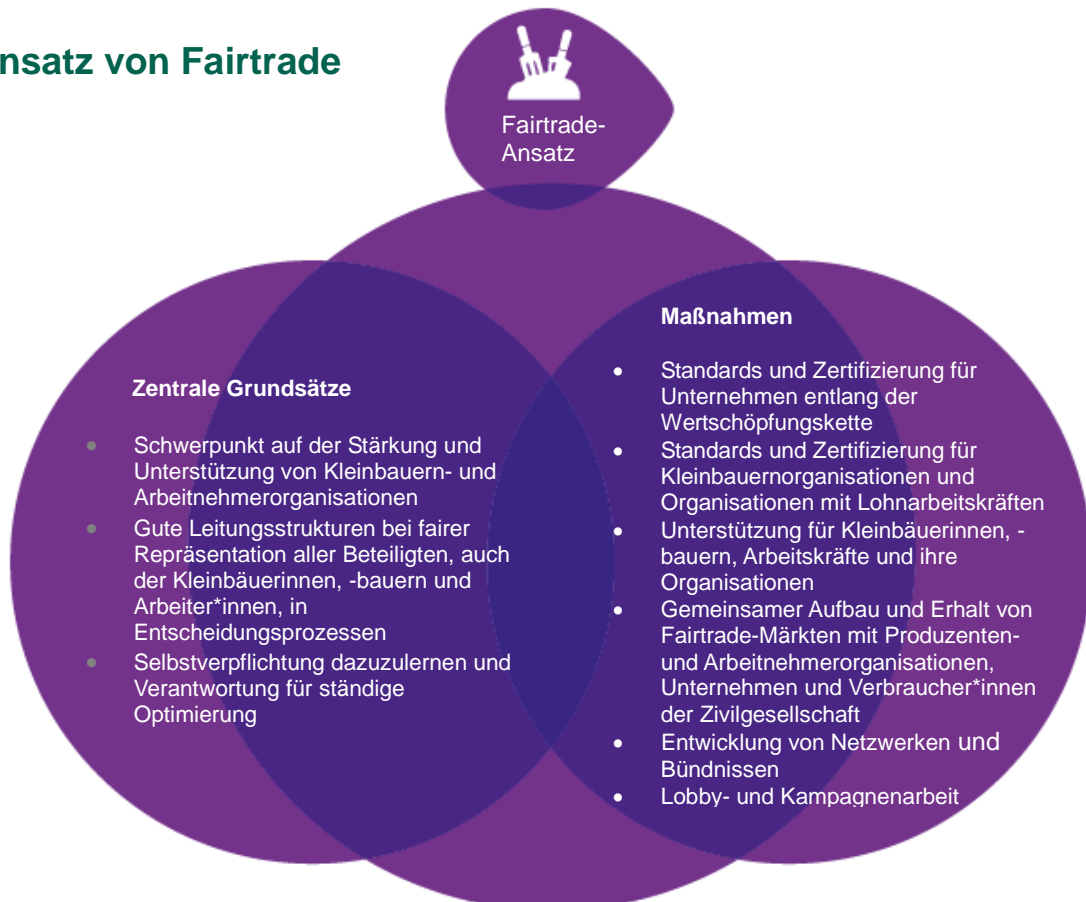 nsatz von Fairtrade
Fairtrade-
Ansatz
Zentrale Grundsätze
● Schwerpunkt auf der Stärkung und
Unterstützung von Kleinbauern- und
Arbeitnehmerorganisationen
● Gute Leitungsstrukturen bei fairer
Repräsentation aller Beteiligten, auch
der Kleinbäuerinnen, -bauern und
Arbeiter*innen, in
Entscheidungsprozessen
● Selbstverpflichtung dazuzulernen und
Verantwortung für ständige
Optimierung
Maßnahmen
● Standards und Zertifizierung für
Unternehmen entlang der
Wertschöpfungskette
● Standards und Zertifizierung für
Kleinbauernorganisationen und
Organisationen mit Lohnarbeitskräften
● Unterstützung für Kleinbäuerinnen, -
bauern, Arbeitskräfte und ihre
Organisationen
● Gemeinsamer Aufbau und Erhalt von
Fairtrade-Märkten mit Produzenten-
und Arbeitnehmerorganisationen,
Unternehmen und Verbraucher*innen
der Zivilgesellschaft
● Entwicklung von Netzwerken und
Bündnissen
● Lobby- und Kampagnenarbeit